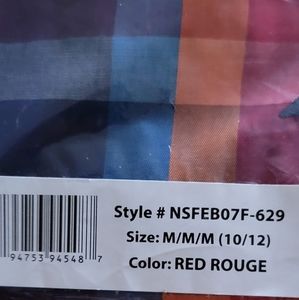 Style # NSFEB07F-629
Size: M/M/M (10/12)
94753 94548 7
Color: RED ROUGE